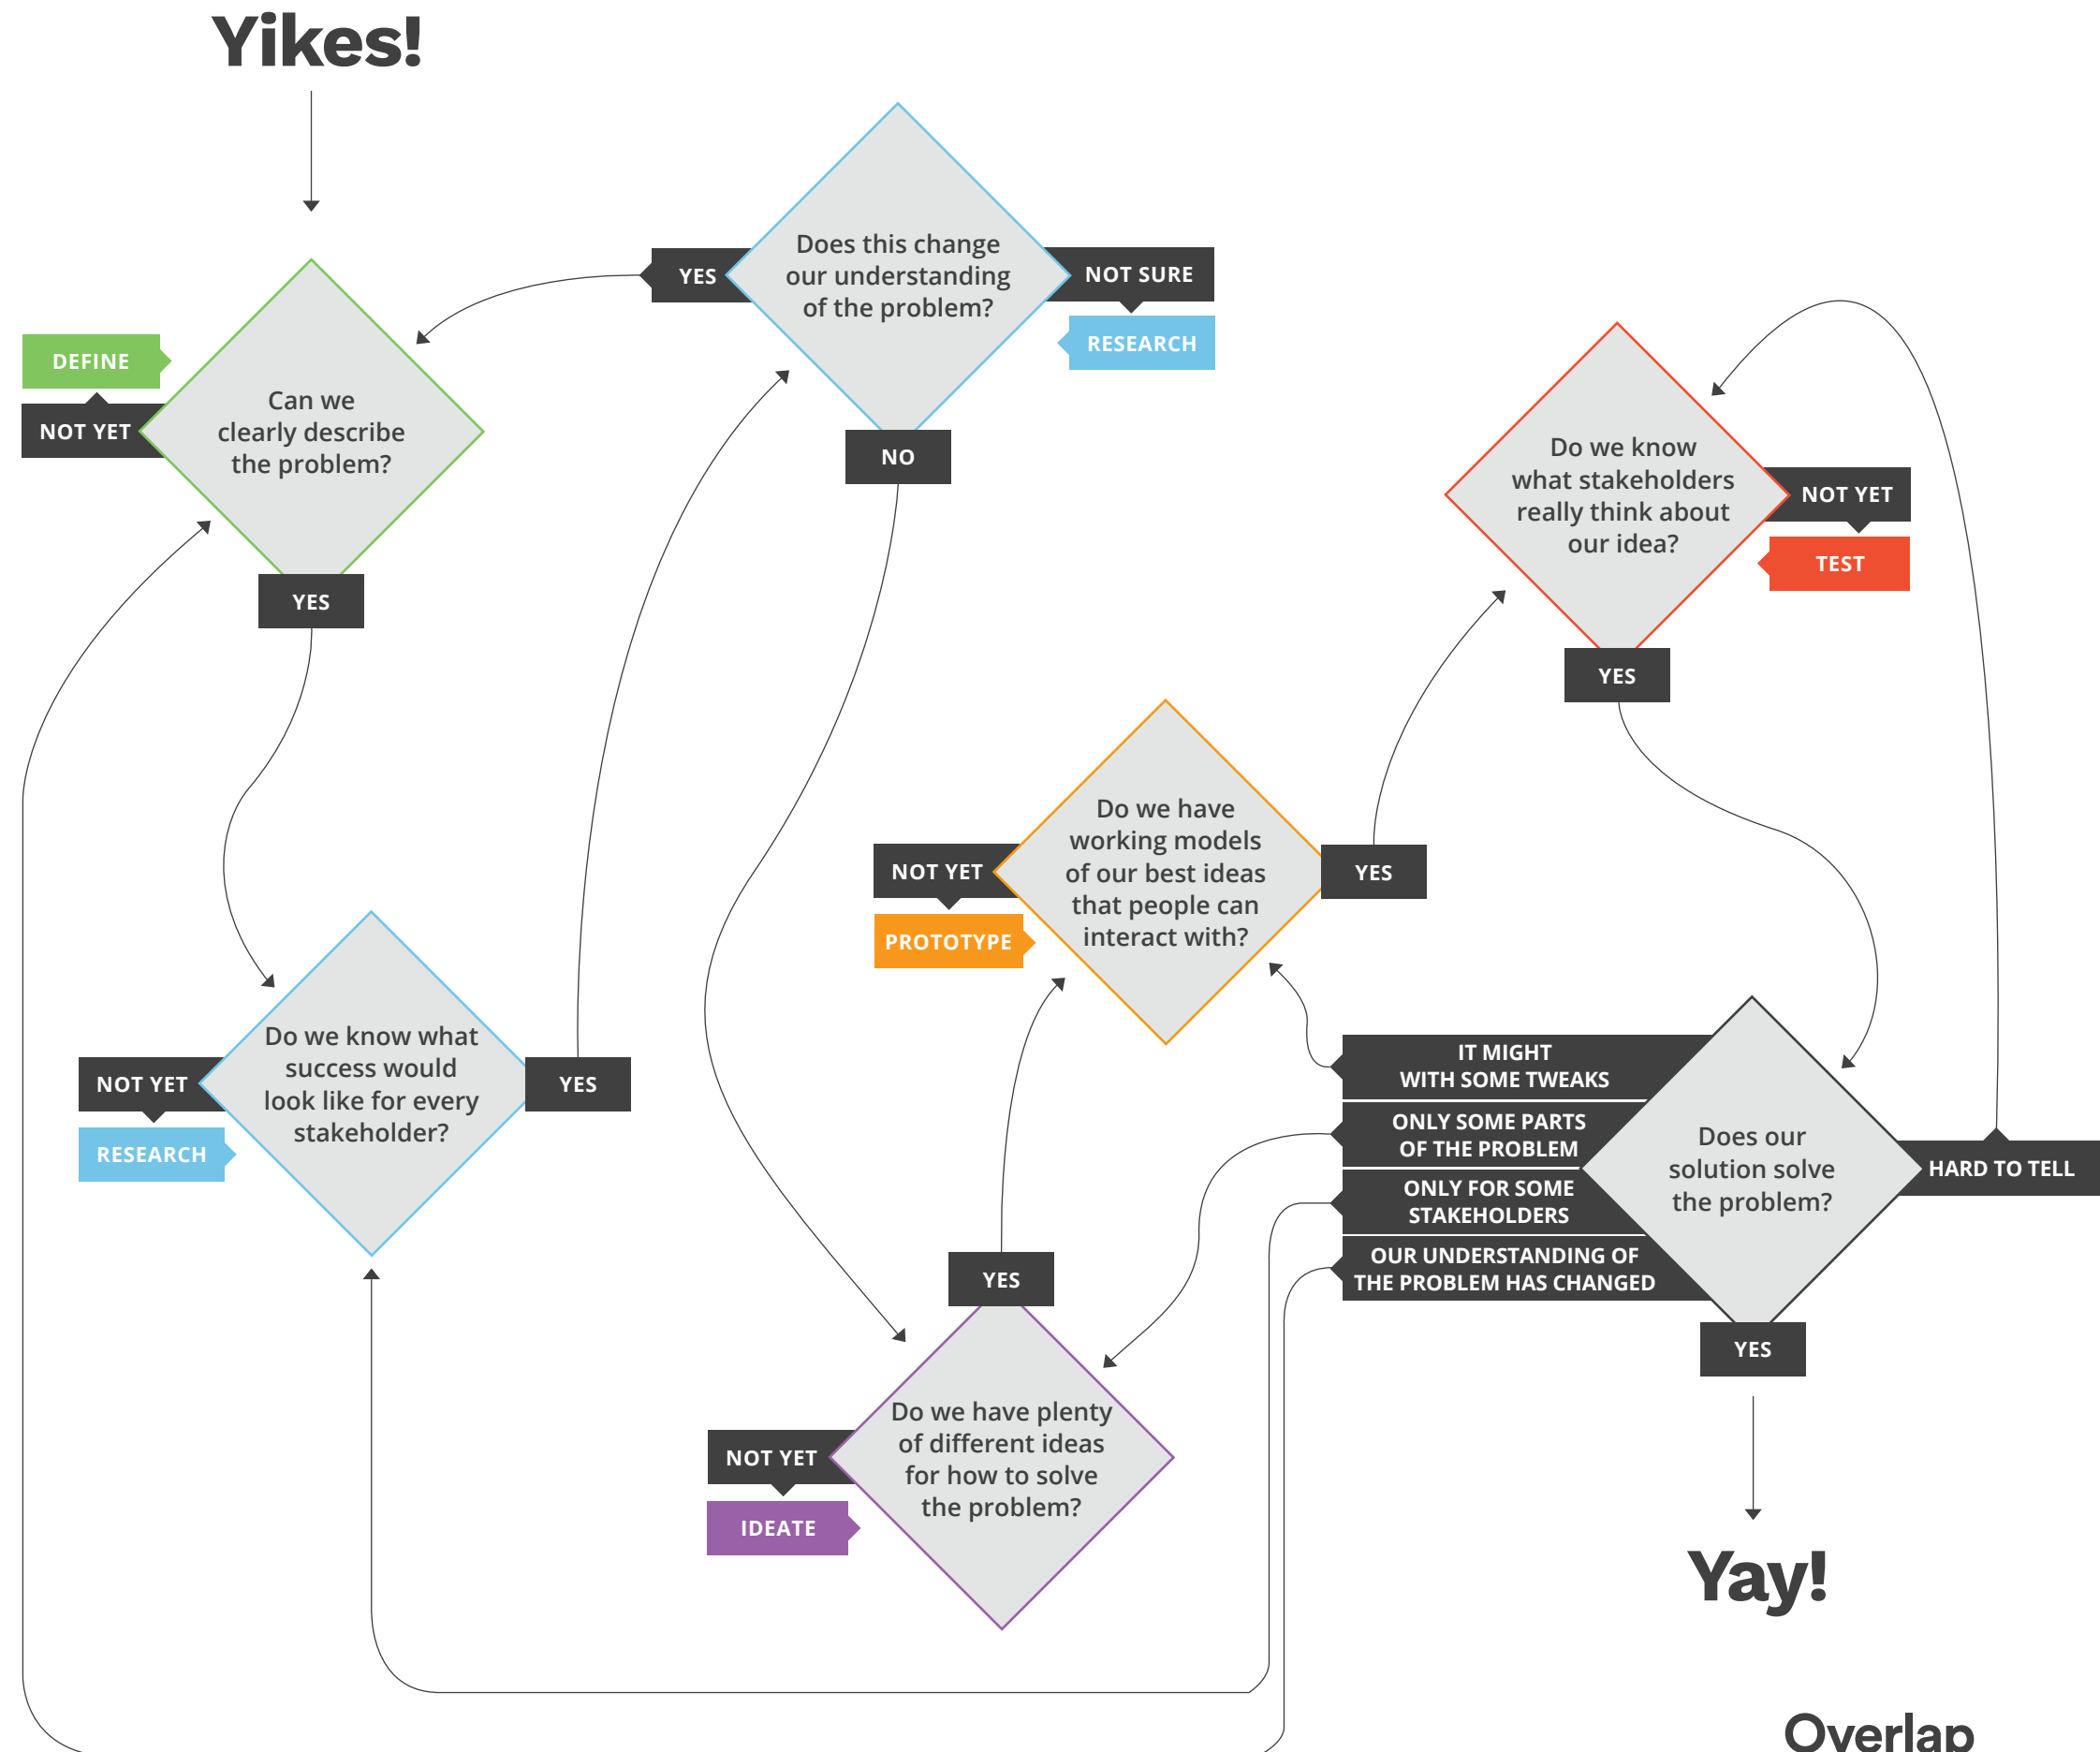 Yikes!
Does this change
our understanding
of the problem?
YES
NOT SURE
RESEARCH
NO
DEFINE
NOT YET
Can we
clearly describe
the problem?
YES
Do we know
what stakeholders
really think about
our idea?
NOT YET
TEST
YES
Do we have
working models
of our best ideas
that people can
interact with?
NOT YET
PROTOTYPE
YES
Do we know what
success would
look like for every
stakeholder?
NOT YET
RESEARCH
YES
IT MIGHT
WITH SOME TWEAKS
ONLY SOME PARTS
OF THE PROBLEM
ONLY FOR SOME
STAKEHOLDERS
OUR UNDERSTANDING OF
THE PROBLEM HAS CHANGED
Does our
solution solve
the problem?
HARD TO TELL
YES
YES
Do we have plenty
of different ideas
for how to solve
the problem?
NOT YET
IDEATE
Yay!
Overlap